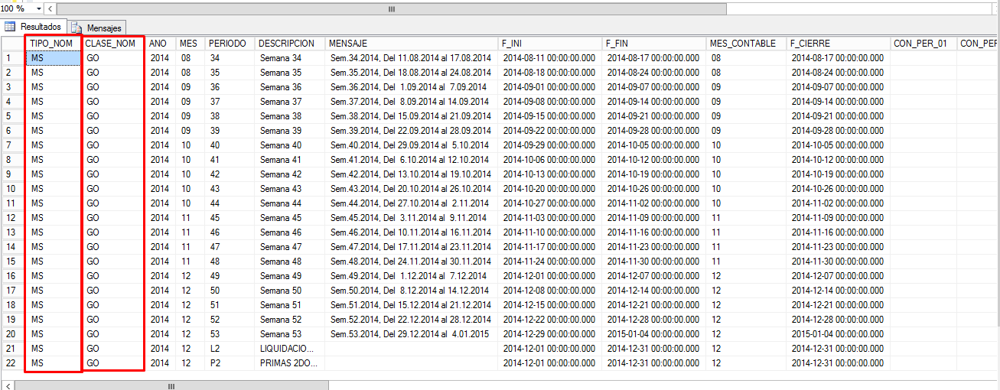 100 %
Resultados Mensajes
TIPO_NOM CLASE_NOM ANO MES PERIODO DESCRIPCION MENSAJE F_INI F_FIN MES_CONTABLE F_CIERRE CON_PER_01 CON_PER
1 MS GO 2014 08 34 Semana 34 Sem.34.2014, Del 11.08.2014 al 17.08.2014 2014-08-11 00:00:00.000 2014-08-17 00:00:00.000 08 2014-08-17 00:00:00.000
2 MS GO 2014 08 35 Semana 35 Sem.35.2014, Del 18.08.2014 al 24.08.2014 2014-08-18 00:00:00.000 2014-08-24 00:00:00.000 08 2014-08-24 00:00:00.000
3 MS GO 2014 09 36 Semana 36 Sem.36.2014, Del 1.09.2014 al 7.09.2014 2014-09-01 00:00:00.000 2014-09-07 00:00:00.000 09 2014-09-07 00:00:00.000
4 MS GO 2014 09 37 Semana 37 Sem.37.2014, Del 8.09.2014 al 14.09.2014 2014-09-08 00:00:00.000 2014-09-14 00:00:00.000 09 2014-09-14 00:00:00.000
5 MS GO 2014 09 38 Semana 38 Sem.38.2014, Del 15.09.2014 al 21.09.2014 2014-09-15 00:00:00.000 2014-09-21 00:00:00.000 09 2014-09-21 00:00:00.000
6 MS GO 2014 09 39 Semana 39 Sem.39.2014, Del 22.09.2014 al 28.09.2014 2014-09-22 00:00:00.000 2014-09-28 00:00:00.000 09 2014-09-28 00:00:00.000
7 MS GO 2014 10 40 Semana 40 Sem.40.2014, Del 29.09.2014 al 5.10.2014 2014-09-29 00:00:00.000 2014-10-05 00:00:00.000 10 2014-10-05 00:00:00.000
8 MS GO 2014 10 41 Semana 41 Sem.41.2014, Del 6.10.2014 al 12.10.2014 2014-10-06 00:00:00.000 2014-10-12 00:00:00.000 10 2014-10-12 00:00:00.000
9 MS GO 2014 10 42 Semana 42 Sem.42.2014, Del 13.10.2014 al 19.10.2014 2014-10-13 00:00:00.000 2014-10-19 00:00:00.000 10 2014-10-19 00:00:00.000
10 MS GO 2014 10 43 Semana 43 Sem.43.2014, Del 20.10.2014 al 26.10.2014 2014-10-20 00:00:00.000 2014-10-26 00:00:00.000 10 2014-10-26 00:00:00.000
11 MS GO 2014 10 44 Semana 44 Sem.44.2014, Del 27.10.2014 al 2.11.2014 2014-10-27 00:00:00.000 2014-11-02 00:00:00.000 10 2014-11-02 00:00:00.000
12 MS GO 2014 11 45 Semana 45 Sem.45.2014, Del 3.11.2014 al 9.11.2014 2014-11-03 00:00:00.000 2014-11-09 00:00:00.000 11 2014-11-09 00:00:00.000
13 MS GO 2014 11 46 Semana 46 Sem.46.2014, Del 10.11.2014 al 16.11.2014 2014-11-10 00:00:00.000 2014-11-16 00:00:00.000 11 2014-11-16 00:00:00.000
14 MS GO 2014 11 47 Semana 47 Sem.47.2014, Del 17.11.2014 al 23.11.2014 2014-11-17 00:00:00.000 2014-11-23 00:00:00.000 11 2014-11-23 00:00:00.000
15 MS GO 2014 11 48 Semana 48 Sem.48.2014, Del 24.11.2014 al 30.11.2014 2014-11-24 00:00:00.000 2014-11-30 00:00:00.000 11 2014-11-30 00:00:00.000
16 MS GO 2014 12 49 Semana 49 Sem.49.2014, Del 1.12.2014 al 7.12.2014 2014-12-01 00:00:00.000 2014-12-07 00:00:00.000 12 2014-12-07 00:00:00.000
17 MS GO 2014 12 50 Semana 50 Sem.50.2014, Del 8.12.2014 al 14.12.2014 2014-12-08 00:00:00.000 2014-12-14 00:00:00.000 12 2014-12-14 00:00:00.000
18 MS GO 2014 12 51 Semana 51 Sem.51.2014, Del 15.12.2014 al 21.12.2014 2014-12-15 00:00:00.000 2014-12-21 00:00:00.000 12 2014-12-21 00:00:00.000
19 MS GO 2014 12 52 Semana 52 Sem.52.2014, Del 22.12.2014 al 28.12.2014 2014-12-22 00:00:00.000 2014-12-28 00:00:00.000 12 2014-12-28 00:00:00.000
20 MS GO 2014 12 53 Semana 53 Sem.53.2014, Del 29.12.2014 al 4.01.2015 2014-12-29 00:00:00.000 2015-01-04 00:00:00.000 12 2015-01-04 00:00:00.000
21 MS GO 2014 12 L2 LIQUIDACIO... 2014-12-01 00:00:00.000 2014-12-31 00:00:00.000 12 2014-12-31 00:00:00.000
22 MS GO 2014 12 P2 PRIMAS 2DO... 2014-12-01 00:00:00.000 2014-12-31 00:00:00.000 12 2014-12-31 00:00:00.000